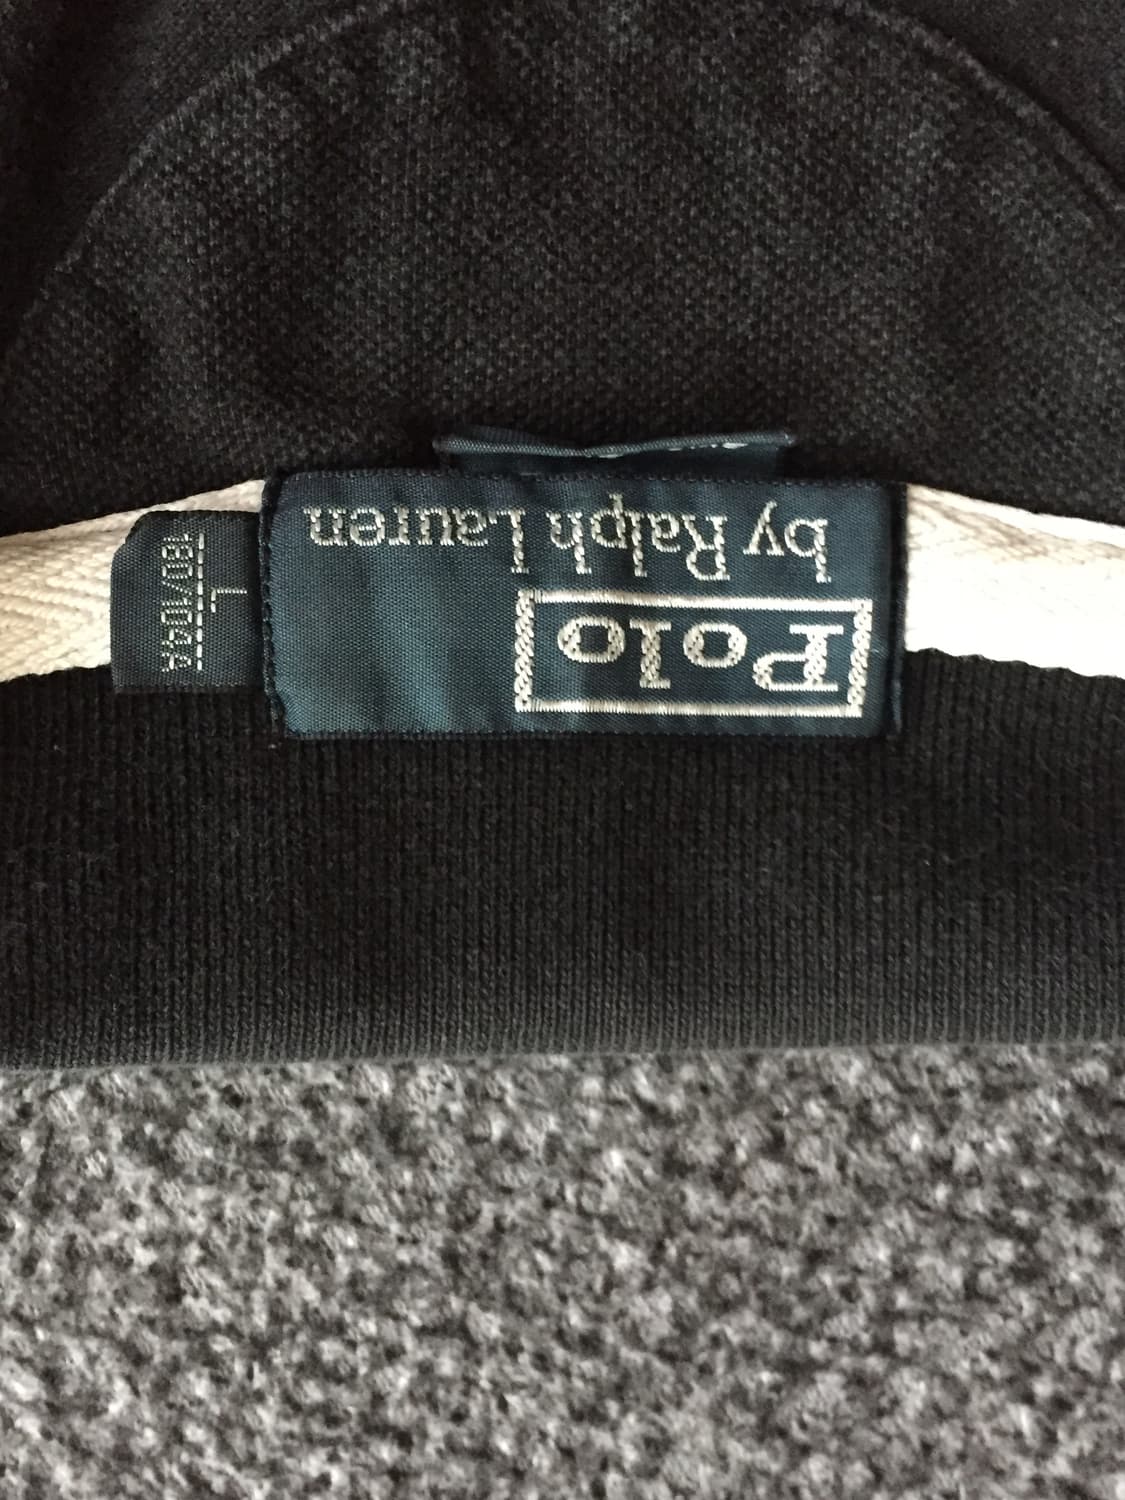 Polo
by Ralph Lauren
L
180/104A